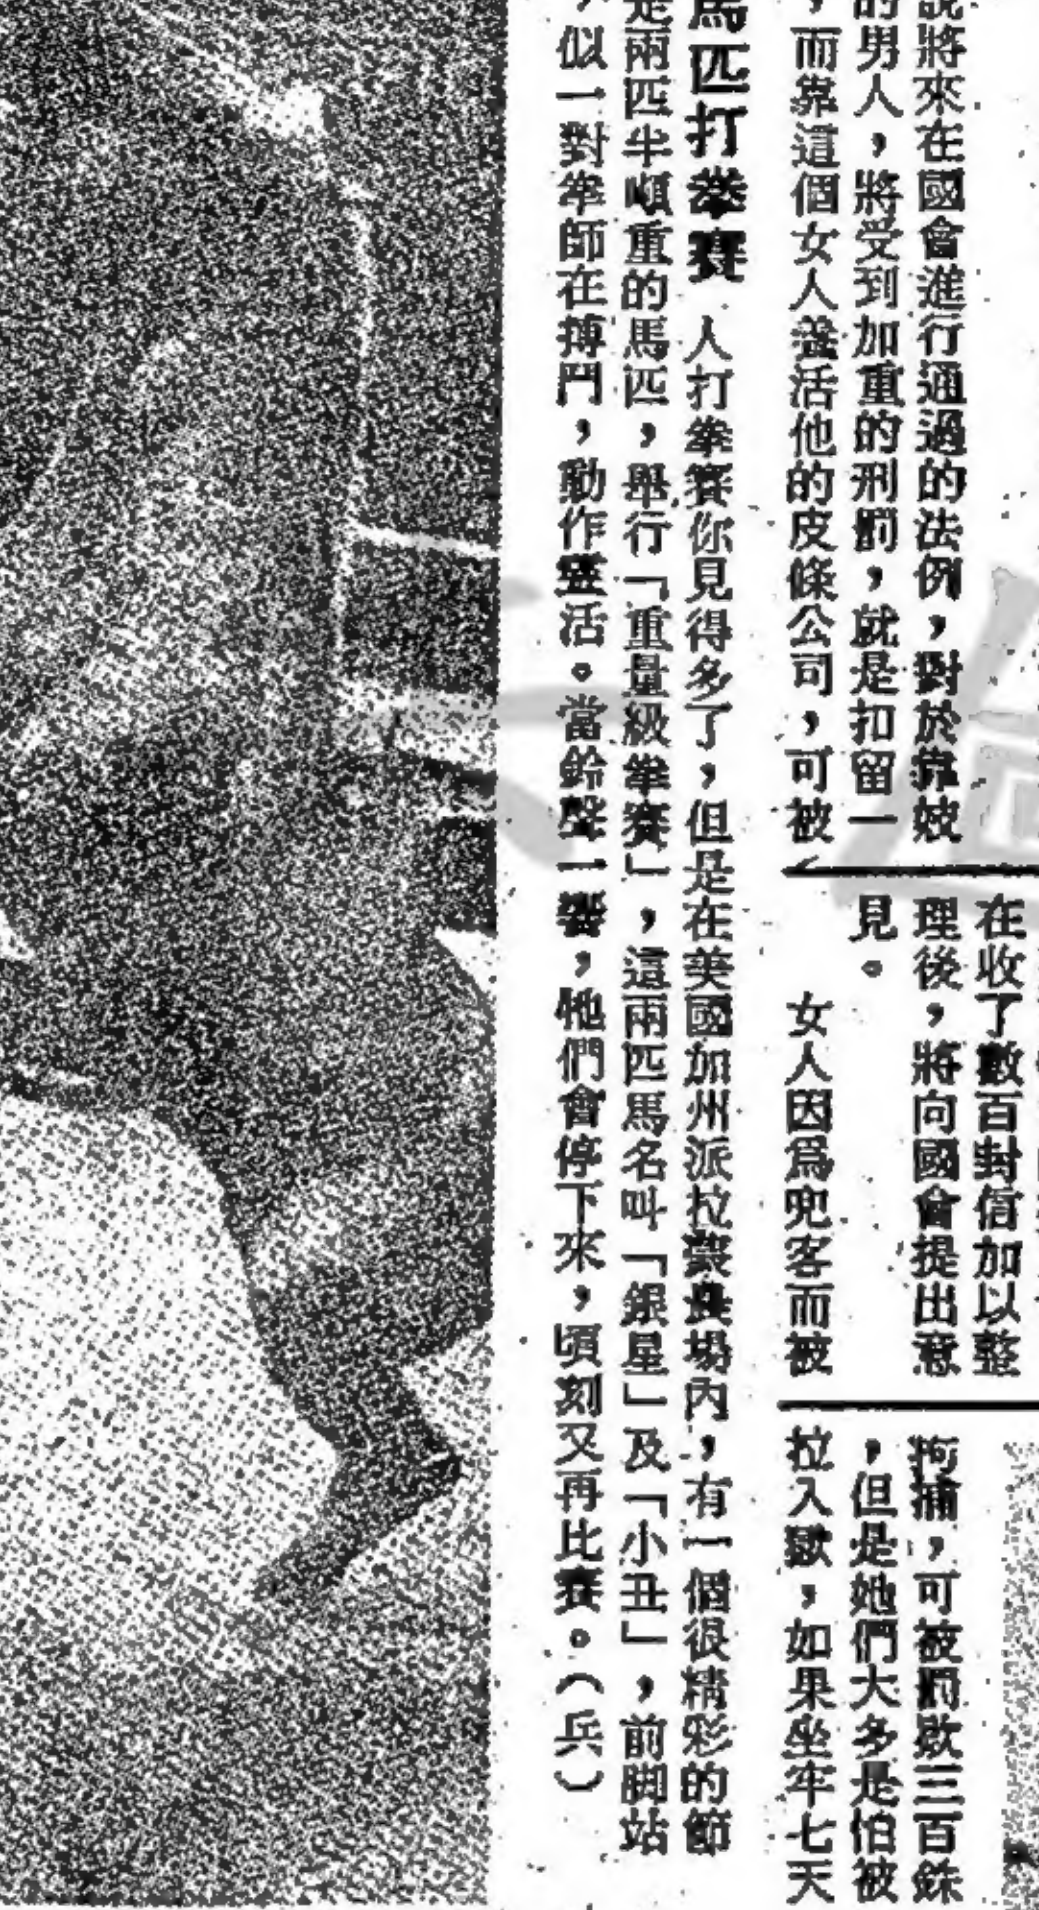 說將來在國會進行通過的法例，對於靠妓
的男人，將受到加重的刑罰，就是扣留一
，而靠這個女人養活他的皮條公司，可被
在收了數百封信加以整
理後，將向國會提出意
見。
女人因爲兜客而被
拘捕，可被罰欵三百銖
，但是她們大多是怕被
拉入獄，如果坐牢七天
馬匹打拳賽 人打拳賽你見得多了，但是在美國加州派拉蒙農場內，有一個很精彩的節
是兩匹半噸重的馬匹，舉行「重量級拳賽」，這兩匹馬名叫「銀星」及「小丑」，前脚站
，似一對拳師在搏鬥，動作靈活。當鈴聲一響，牠們會停下來，頃刻又再比賽。（兵）